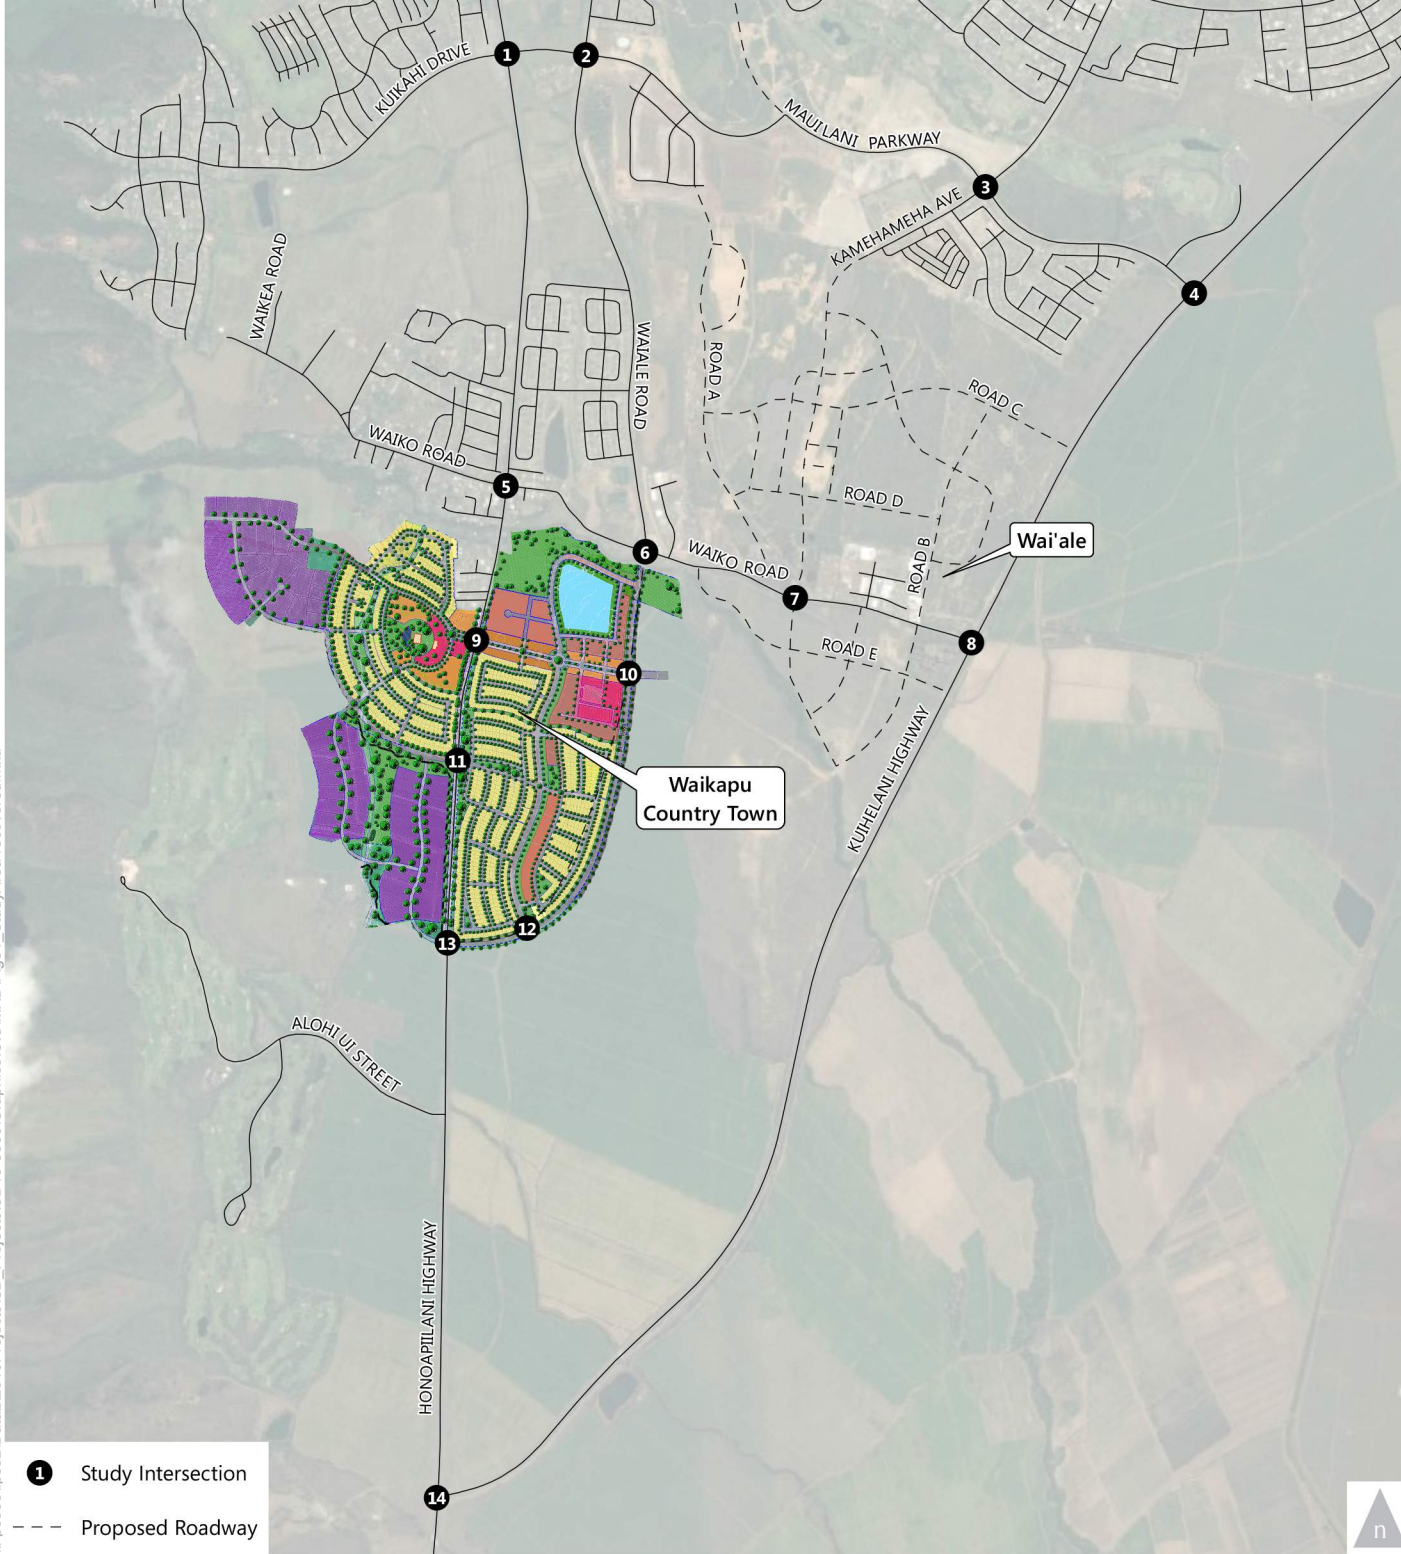 1
2
KUIKAHI DRIVE
MAUI LANI PARKWAY
3
KAMEHAMEHA AVE
WAIKEA ROAD
4
WAIALE ROAD
ROAD A
ROAD C
WAIKO ROAD
5
ROAD D
6
WAIKO ROAD
ROAD B
Wai'ale
7
9
ROAD E
8
10
11
Waikapu
Country Town
KUIHELANI HIGHWAY
12
13
ALOHI UI STREET
HONOAPIILANI HIGHWAY
1 Study Intersection
14
Proposed Roadway
n